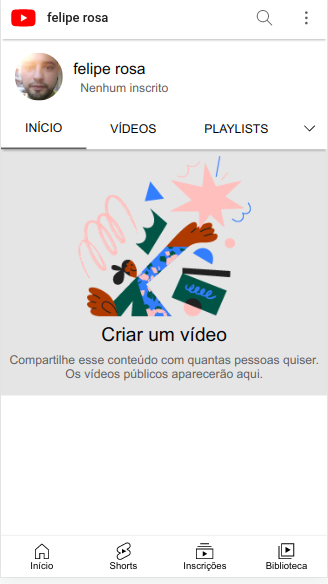 felipe rosa
felipe rosa
Nenhum inscrito
INÍCIO VÍDEOS PLAYLISTS
Criar um vídeo
Compartilhe esse conteúdo com quantas pessoas quiser.
Os vídeos públicos aparecerão aqui.
Início Shorts Inscrições Biblioteca